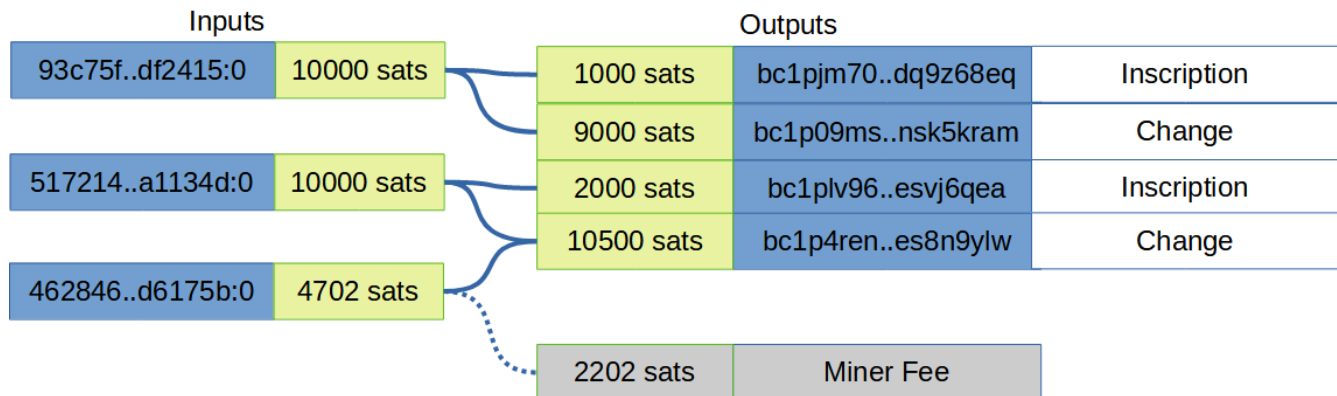 Inputs
Outputs
93c75f..df2415:0 10000 sats
1000 sats bc1pjm70..dq9z68eq Inscription
9000 sats bc1p09ms..nsk5kram Change
517214..a1134d:0 10000 sats
2000 sats bc1plv96..esvj6qea Inscription
10500 sats bc1p4ren..es8n9ylw Change
462846..d6175b:0 4702 sats
2202 sats Miner Fee